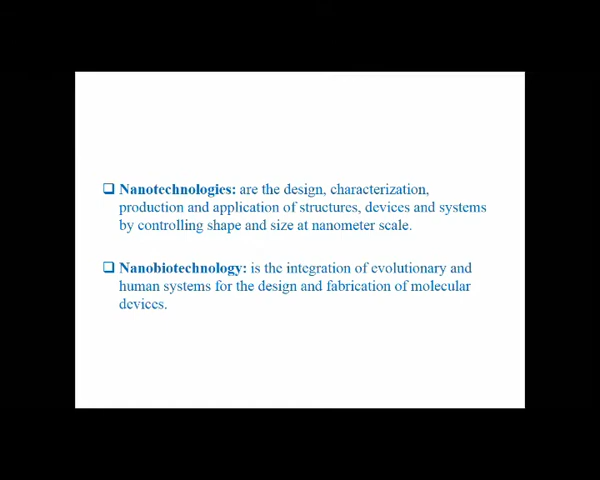 ❑ Nanotechnologies: are the design, characterization,
production and application of structures, devices and systems
by controlling shape and size at nanometer scale.
❑ Nanobiotechnology: is the integration of evolutionary and
human systems for the design and fabrication of molecular
devices.